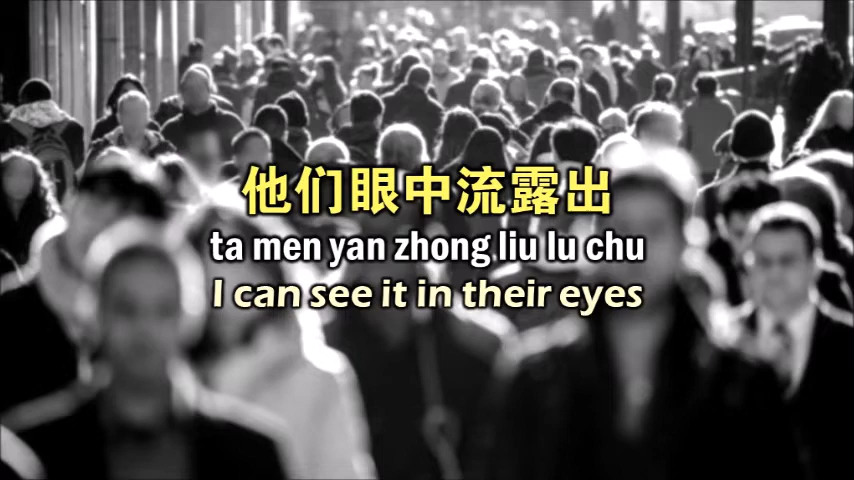 他们眼中流露出
ta men yan zhong liu lu chu
I can see it in their eyes